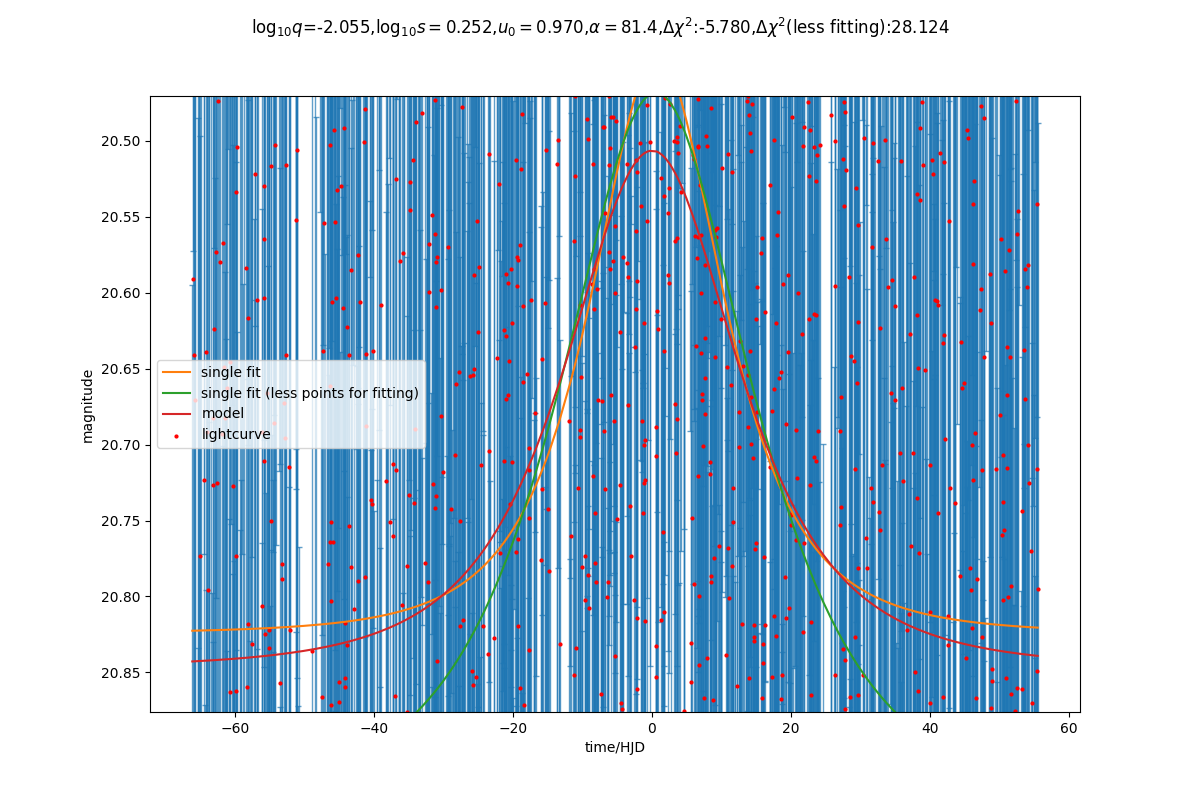 log₁₀q=-2.055,log₁₀s = 0.252,u₀ = 0.970,α = 81.4,Δχ²:-5.780,Δχ²(less fitting):28.124
20.50
20.55
20.60
20.65
20.70
20.75
20.80
20.85
magnitude
single fit
single fit (less points for fitting)
model
lightcurve
−60
−40
−20
0
20
40
60
time/HJD